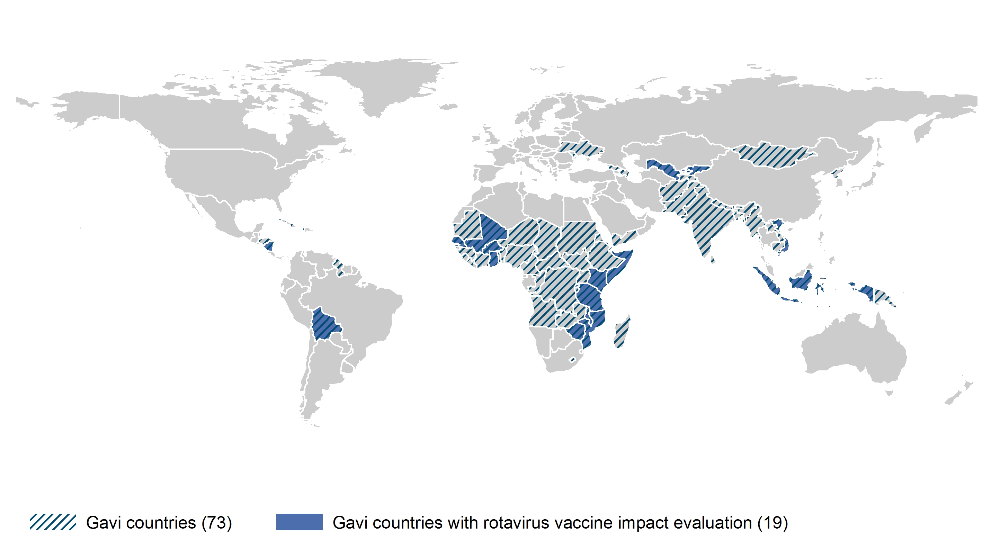 Gavi countries (73)
Gavi countries with rotavirus vaccine impact evaluation (19)